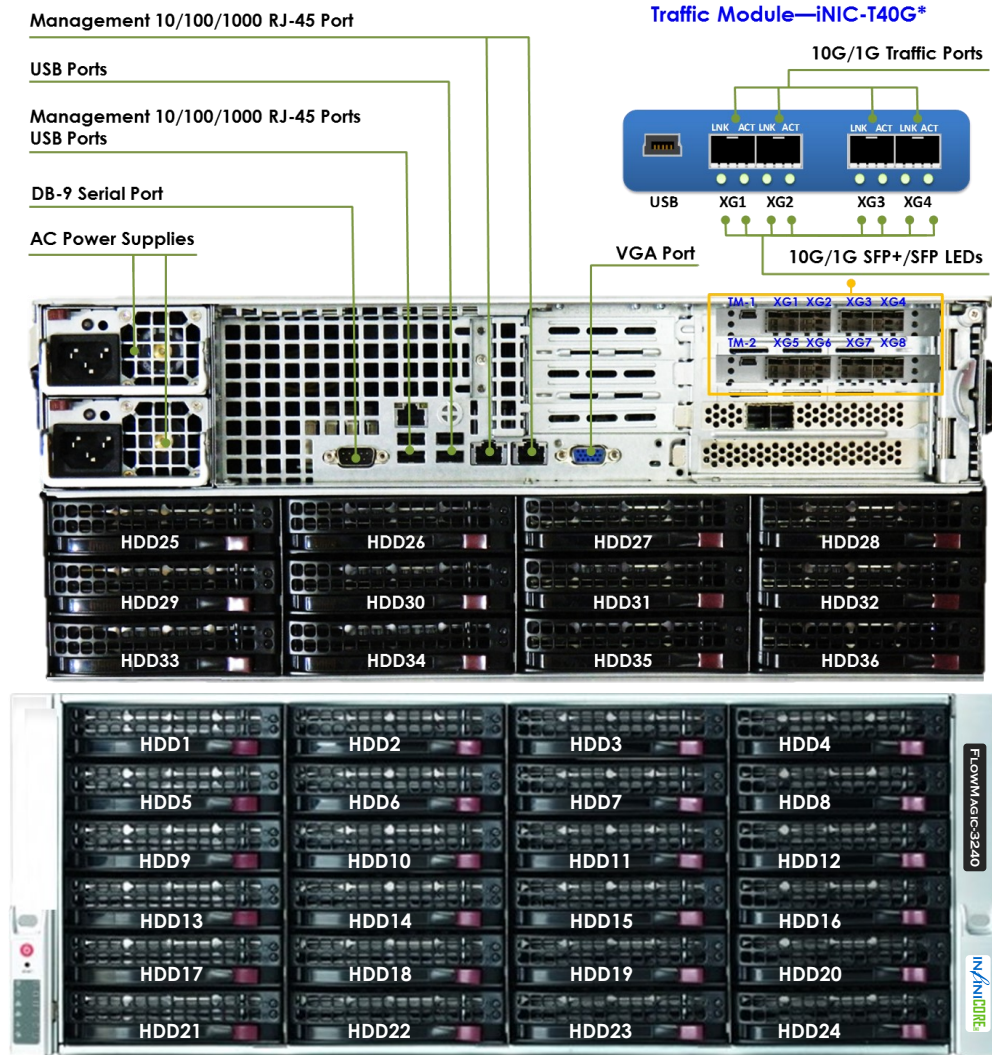 Management 10/100/1000 RJ-45 Port
Traffic Module—iNIC-T40G*
10G/1G Traffic Ports
USB Ports
Management 10/100/1000 RJ-45 Ports
USB Ports
LNK ACT LNK ACT LNK ACT LNK ACT
DB-9 Serial Port
USB XG1 XG2 XG3 XG4
AC Power Supplies
VGA Port
10G/1G SFP+/SFP LEDs
TM-1 XG1 XG2 XG3 XG4
TM-2 XG5 XG6 XG7 XG8
HDD25 HDD26 HDD27 HDD28
HDD29 HDD30 HDD31 HDD32
HDD33 HDD34 HDD35 HDD36
HDD1 HDD2 HDD3 HDD4
HDD5 HDD6 HDD7 HDD8
FLOWMAGIC-3240
HDD9 HDD10 HDD11 HDD12
HDD13 HDD14 HDD15 HDD16
HDD17 HDD18 HDD19 HDD20
INFINICORE
HDD21 HDD22 HDD23 HDD24